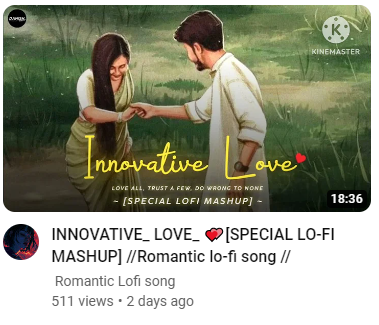 KINEMASTER
Innovative Love
LOVE ALL, TRUST A FEW, DO WRONG TO NONE
~ [SPECIAL LOFI MASHUP] ~
18:36
INNOVATIVE_ LOVE_ 💘[SPECIAL LO-FI
MASHUP] //Romantic lo-fi song //
Romantic Lofi song
511 views • 2 days ago